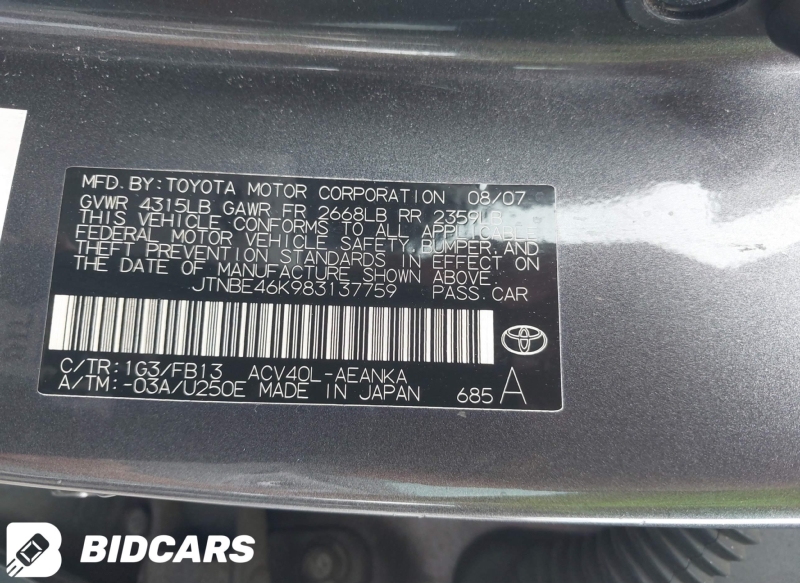 MFD.BY:TOYOTA MOTOR CORPORATION 08/07
GVWR 4315LB GAWR FR 2668LB RR 2359LB
THIS VEHICLE CONFORMS TO ALL APPLICABLE
FEDERAL MOTOR VEHICLE SAFETY, BUMPER, AND
THEFT PREVENTION STANDARDS IN EFFECT ON
THE DATE OF MANUFACTURE SHOWN ABOVE.
JTNBE46K983137759 PASS.CAR
C/TR:1G3/FB13 ACV40L-AEANKA
A/TM:-03A/U250E MADE IN JAPAN 685 A
BIDCARS